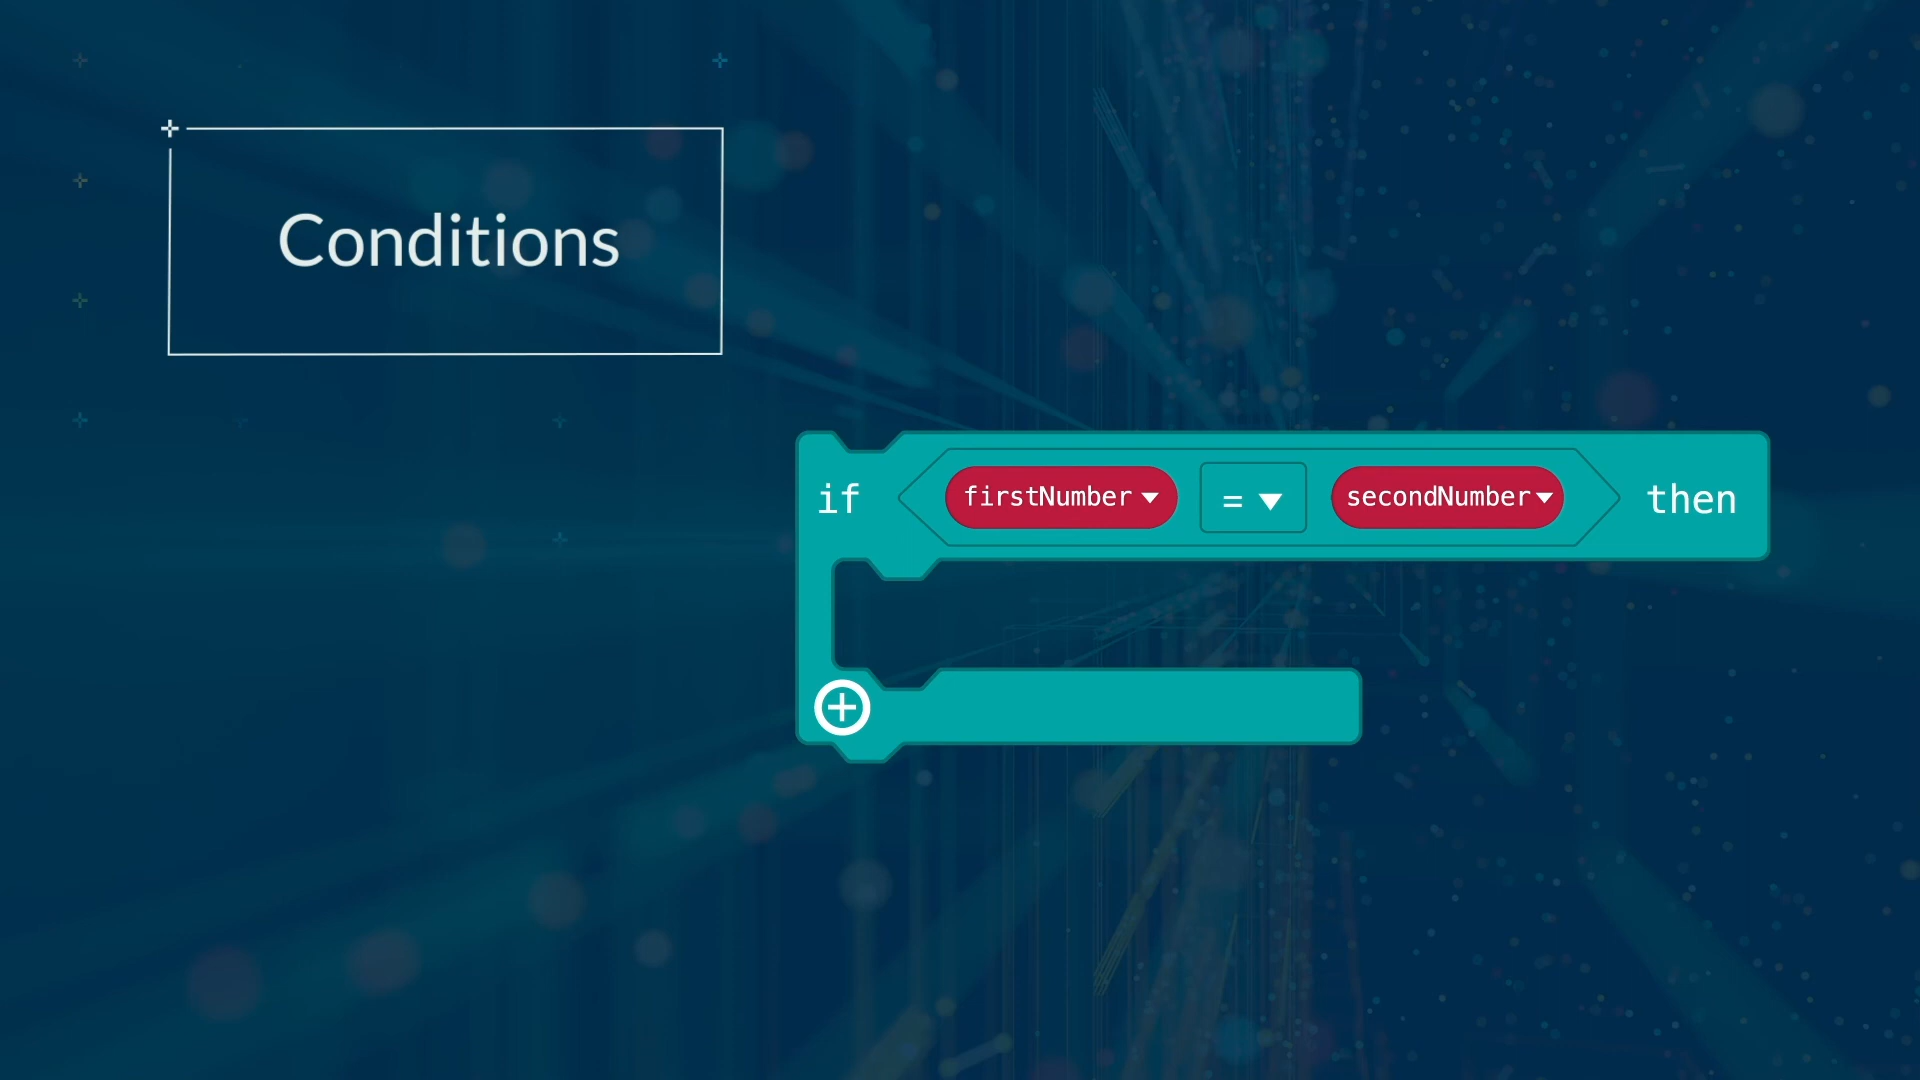 Conditions
if firstNumber = secondNumber then